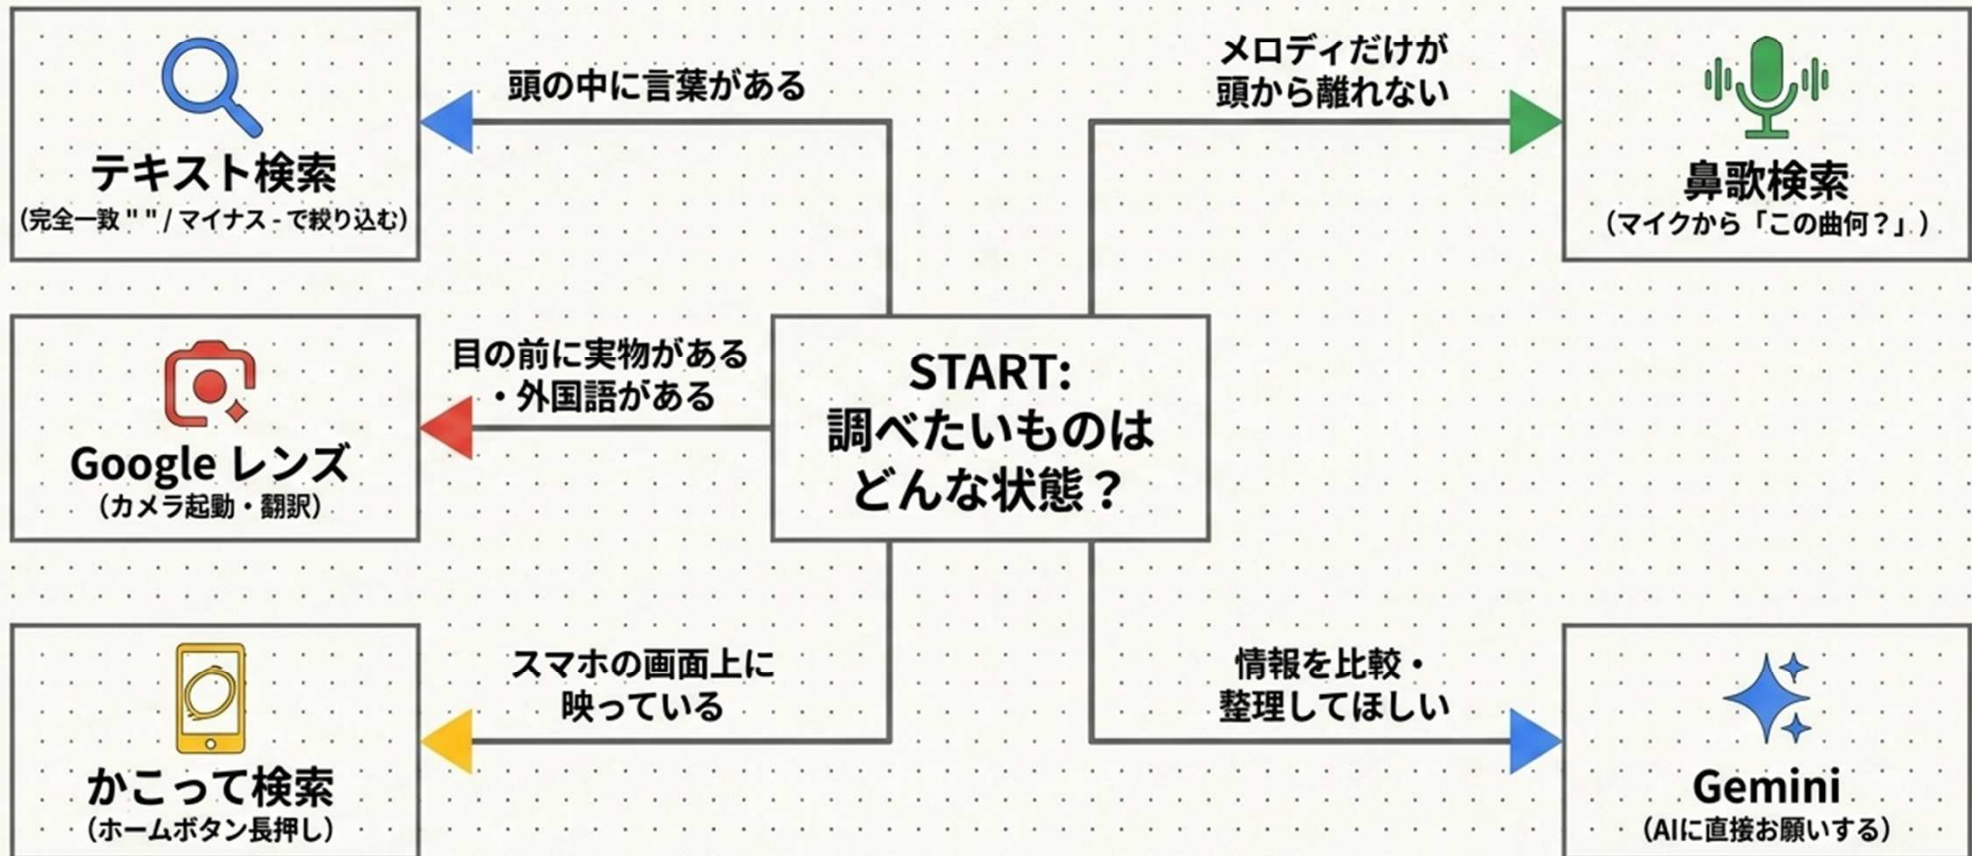 頭の中に言葉がある
メロディだけが
頭から離れない
テキスト検索
(完全一致 " " / マイナス - で絞り込む)
鼻歌検索
(マイクから「この曲何？」)
目の前に実物がある
・外国語がある
START:
調べたいものは
どんな状態？
Google レンズ
(カメラ起動・翻訳)
スマホの画面上に
映っている
情報を比較・
整理してほしい
かこって検索
(ホームボタン長押し)
Gemini
(AIに直接お願いする)